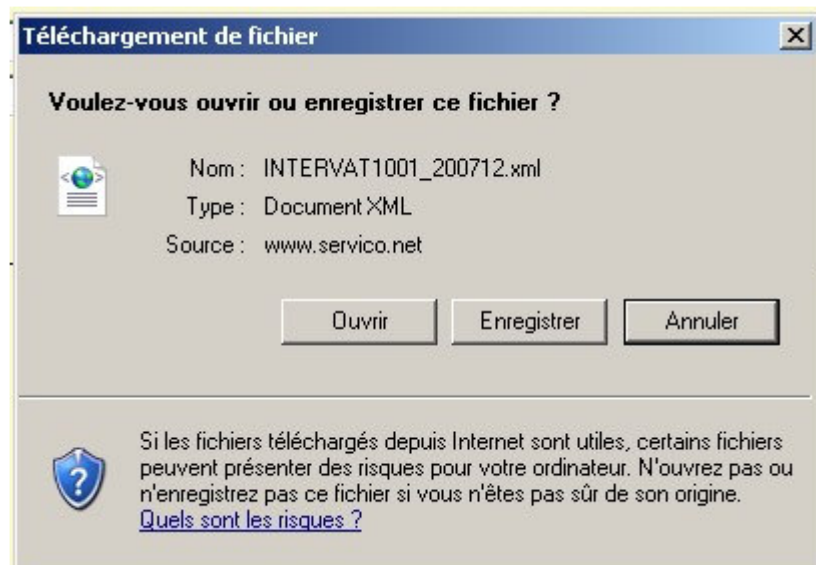 Téléchargement de fichier
Voulez-vous ouvrir ou enregistrer ce fichier ?
Nom : INTERVAT1001_200712.xml
Type : Document XML
Source : www.servico.net
Ouvrir Enregistrer Annuler
Si les fichiers téléchargés depuis Internet sont utiles, certains fichiers
peuvent présenter des risques pour votre ordinateur. N'ouvrez pas ou
n'enregistrez pas ce fichier si vous n'êtes pas sûr de son origine.
Quels sont les risques ?